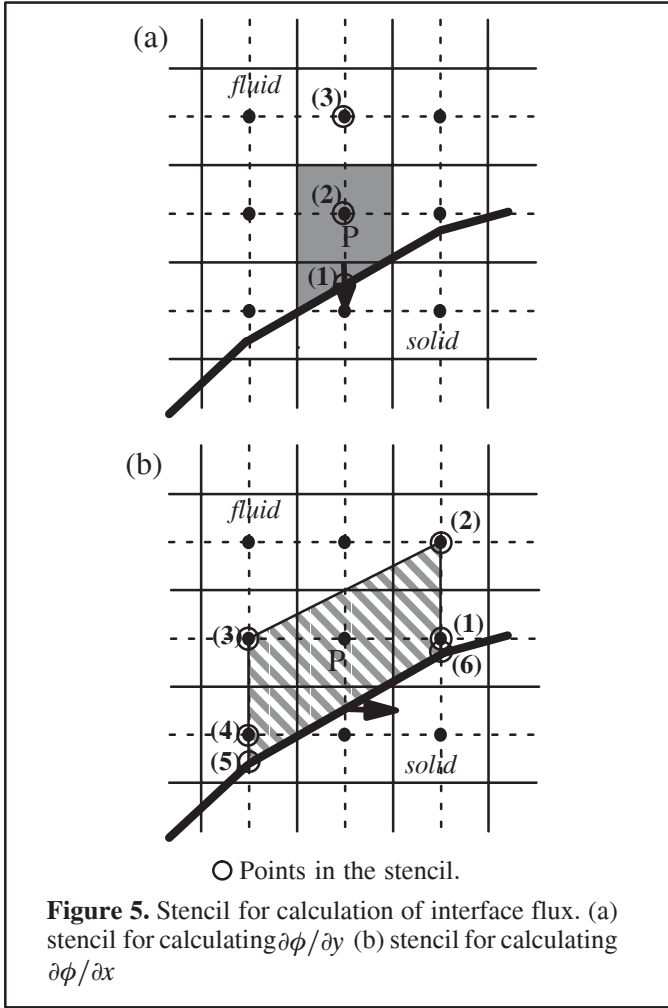 (a)
fluid
(3)
(2)
P
(1)
solid
(b)
fluid
(2)
(3)
(1)
P
(6)
(4)
(5)
solid
Points in the stencil.
Figure 5. Stencil for calculation of interface flux. (a)
stencil for calculating∂ϕ/∂y (b) stencil for calculating
∂ϕ/∂x